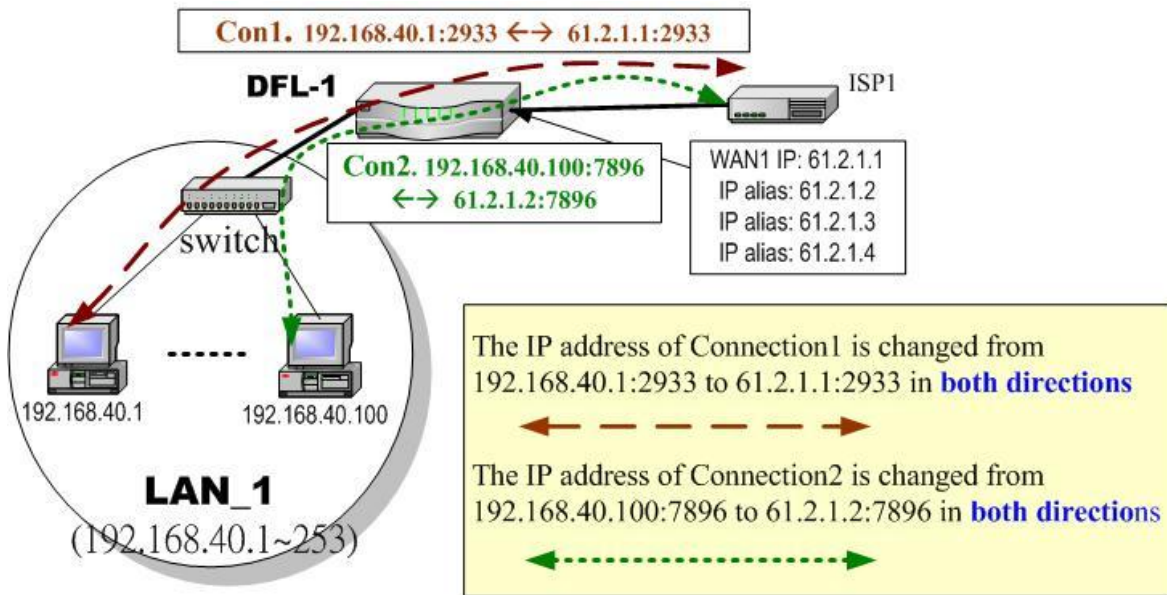 Con1. 192.168.40.1:2933 ←→ 61.2.1.1:2933
DFL-1
ISP1
Con2. 192.168.40.100:7896
←→ 61.2.1.2:7896
WAN1 IP: 61.2.1.1
IP alias: 61.2.1.2
IP alias: 61.2.1.3
IP alias: 61.2.1.4
switch
192.168.40.1
192.168.40.100
LAN_1
(192.168.40.1~253)
The IP address of Connection1 is changed from
192.168.40.1:2933 to 61.2.1.1:2933 in both directions
The IP address of Connection2 is changed from
192.168.40.100:7896 to 61.2.1.2:7896 in both directions